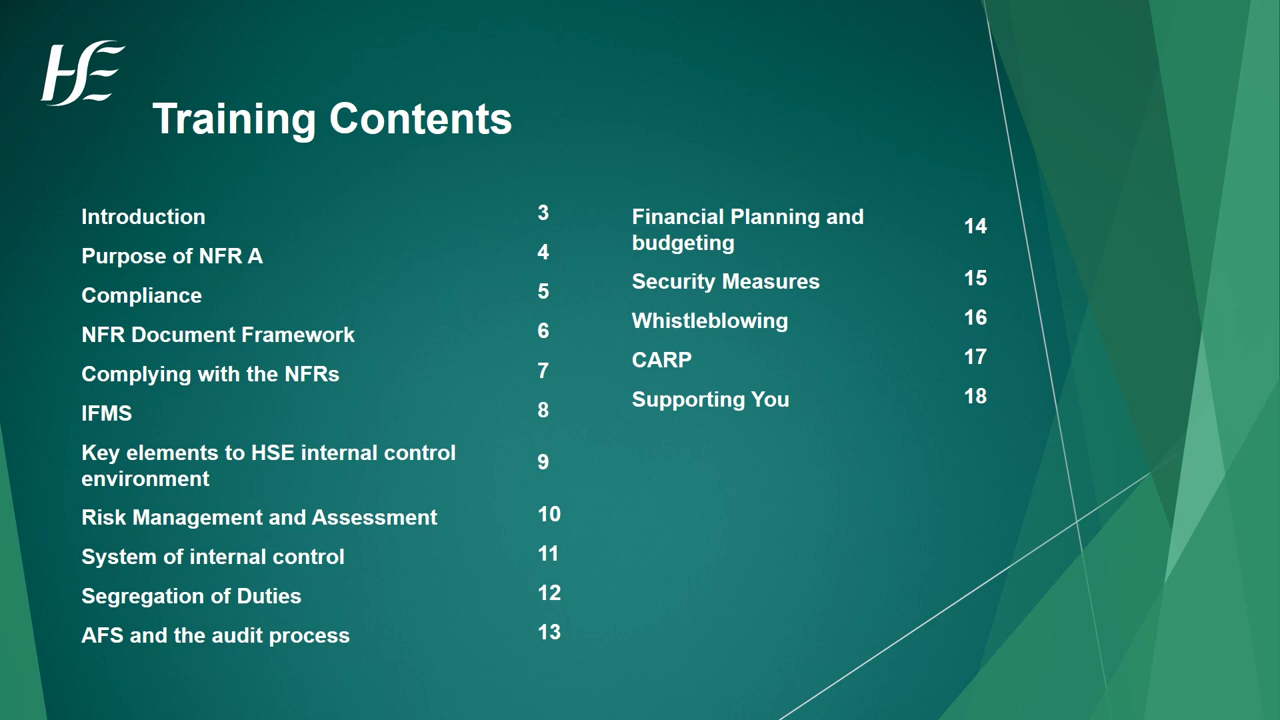 HSE
Training Contents
Introduction 3
Purpose of NFR A 4
Compliance 5
NFR Document Framework 6
Complying with the NFRs 7
IFMS 8
Key elements to HSE internal control
environment 9
Risk Management and Assessment 10
System of internal control 11
Segregation of Duties 12
AFS and the audit process 13
Financial Planning and
budgeting 14
Security Measures 15
Whistleblowing 16
CARP 17
Supporting You 18